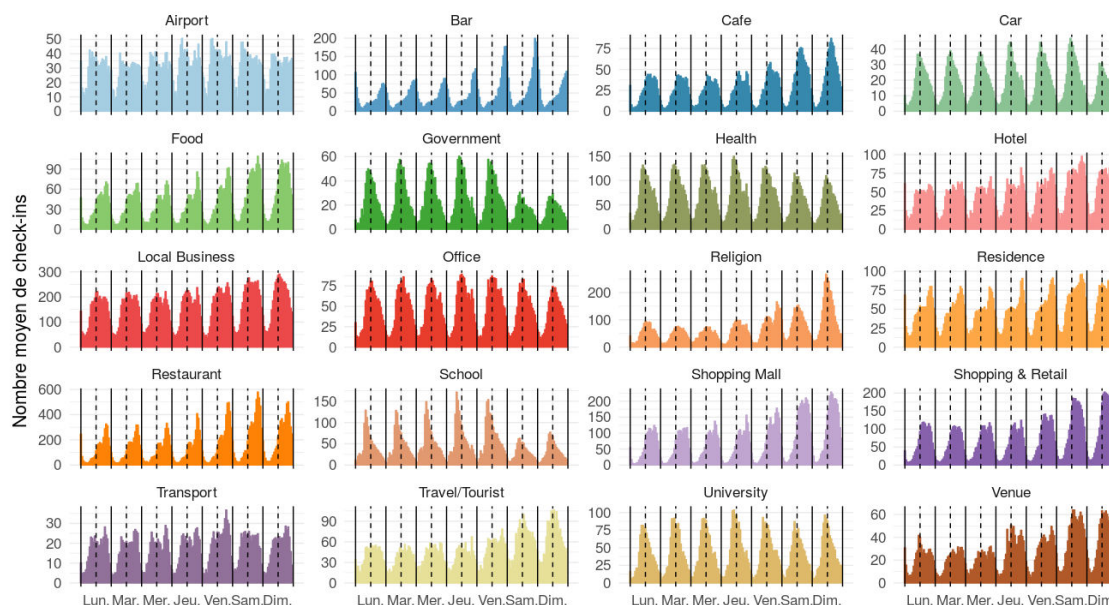 Nombre moyen de check-ins
Airport Bar Cafe Car
50 40 30 20 10 0
200 150 100 50 0
75 50 25 0
40 30 20 10 0
Food Government Health Hotel
90 60 30 0
60 40 20 0
150 100 50 0
100 75 50 25 0
Local Business Office Religion Residence
300 200 100 0
75 50 25 0
200 100 0
100 75 50 25 0
Restaurant School Shopping Mall Shopping & Retail
600 400 200 0
150 100 50 0
200 150 100 50 0
200 150 100 50 0
Transport Travel/Tourist University Venue
30 20 10 0
90 60 30 0
100 75 50 25 0
60 40 20 0
Lun. Mar. Mer. Jeu. Ven. Sam. Dim. Lun. Mar. Mer. Jeu. Ven. Sam. Dim. Lun. Mar. Mer. Jeu. Ven. Sam. Dim. Lun. Mar. Mer. Jeu. Ven. Sam. Dim.